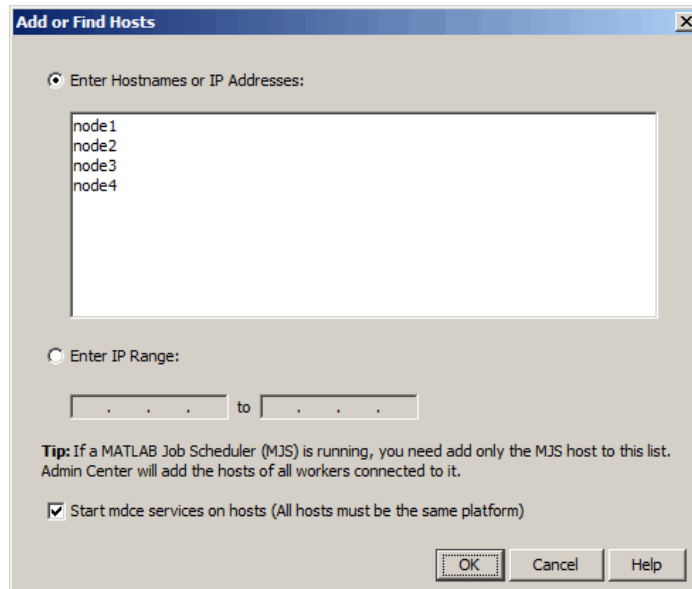 Add or Find Hosts
Enter Hostnames or IP Addresses:
node1
node2
node3
node4
Enter IP Range:
. . . to . . .
Tip: If a MATLAB Job Scheduler (MJS) is running, you need add only the MJS host to this list.
Admin Center will add the hosts of all workers connected to it.
Start mdce services on hosts (All hosts must be the same platform)
OK Cancel Help